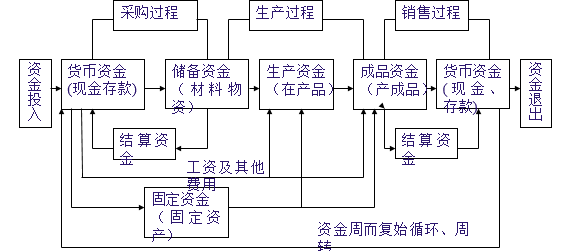 采购过程
生产过程
销售过程
资金投入
货币资金
(现金存款)
储备资金
（材料物
资）
生产资金
（在产品）
成品资金
（产成品）
货币资金
(现金、
存款)
资金退出
结算资
金
结算资
金
工资及其他
费用
固定资金
（固定资
产）
资金周而复始循环、周
转